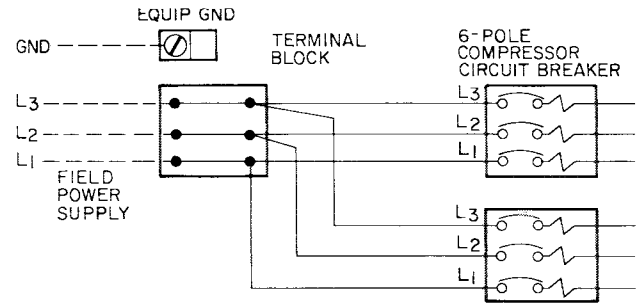 EQUIP GND
GND
TERMINAL
BLOCK
6-POLE
COMPRESSOR
CIRCUIT BREAKER
L3
L2
L1
FIELD
POWER
SUPPLY
L3
L2
L1
L3
L2
L1